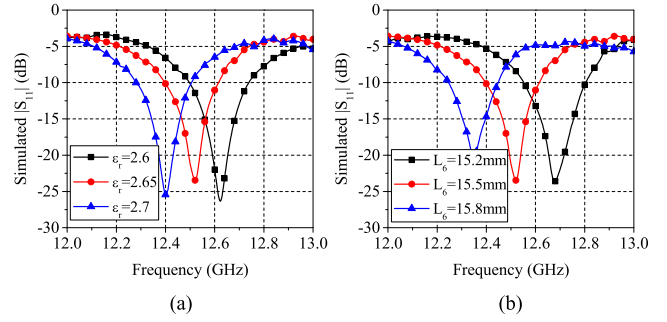 0
-5
-10
-15
-20
-25
-30
Simulated |S11| (dB)
εr=2.6
εr=2.65
εr=2.7
12.0 12.2 12.4 12.6 12.8 13.0
Frequency (GHz)
(a)
0
-5
-10
-15
-20
-25
-30
Simulated |S11| (dB)
L6=15.2mm
L6=15.5mm
L6=15.8mm
12.0 12.2 12.4 12.6 12.8 13.0
Frequency (GHz)
(b)